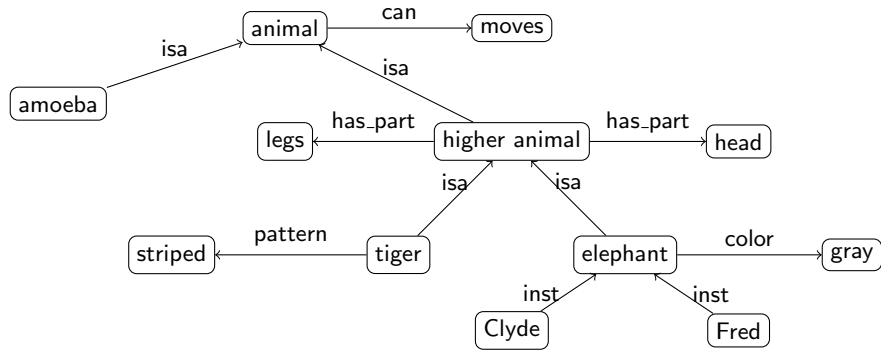 animal
can
moves
isa
isa
amoeba
legs
has_part
higher animal
has_part
head
isa
isa
striped
pattern
tiger
elephant
color
gray
inst
inst
Clyde
Fred